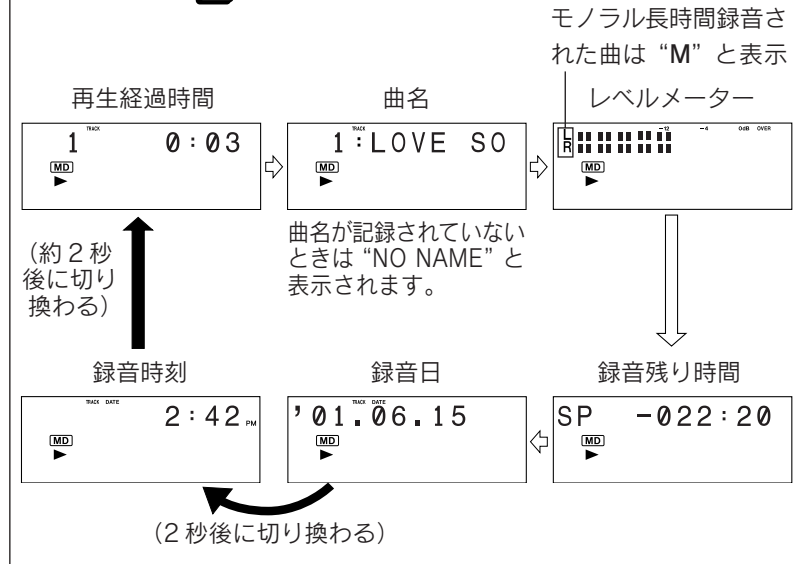 モノラル長時間録音さ
れた曲は“M”と表示
再生経過時間
曲名
レベルメーター
TRACK
1 0:03
MD
TRACK
1:LOVE SO
MD
L
R
-12 -4 0dB OVER
MD
(約2秒
後に切り
換わる)
曲名が記録されていない
ときは“NO NAME”と
表示されます。
録音時刻
録音日
録音残り時間
TRACK DATE
2:42 PM
MD
TRACK DATE
'01.06.15
MD
SP -022:20
MD
(2秒後に切り換わる)